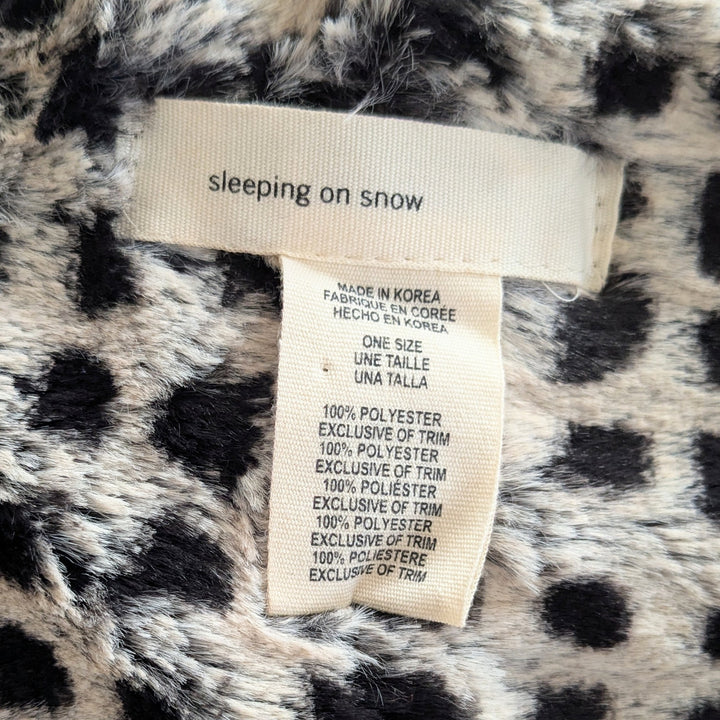 sleeping on snow
MADE IN KOREA
FABRIQUE EN CORÉE
HECHO EN KOREA
ONE SIZE
UNE TAILLE
UNA TALLA
100% POLYESTER
EXCLUSIVE OF TRIM
100% POLYESTER
EXCLUSIVE OF TRIM
100% POLIÉSTER
EXCLUSIVE OF TRIM
100% POLYESTER
EXCLUSIVE OF TRIM
100% POLIESTERE
EXCLUSIVE OF TRIM